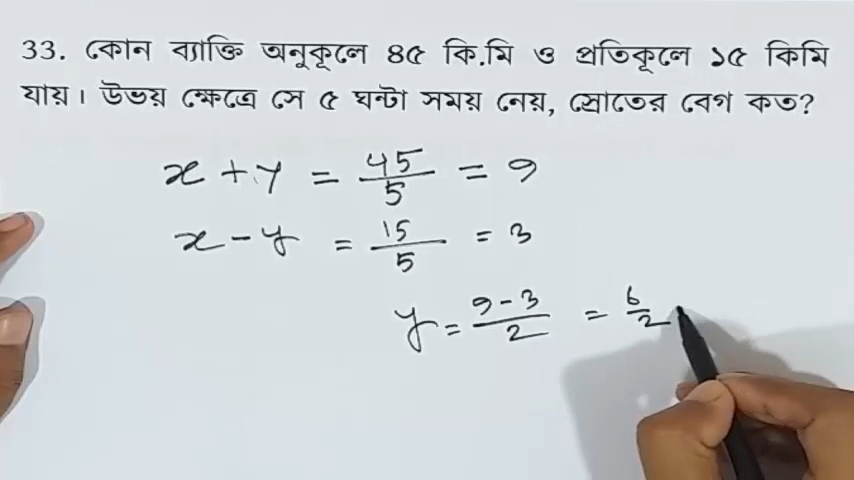 33. কোন ব্যাক্তি অনুকূলে ৪৫ কি.মি ও প্রতিকূলে ১৫ কিমি
যায়। উভয় ক্ষেত্রে সে ৫ ঘন্টা সময় নেয়, স্রোতের বেগ কত?
x + y = 45/5 = 9
x - y = 15/5 = 3
y = 9-3/2 = 6/2